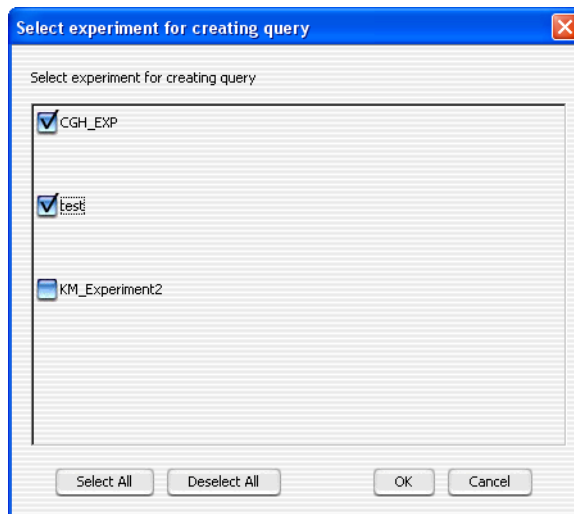 Select experiment for creating query
Select experiment for creating query
CGH_EXP
test
KM_Experiment2
Select All Deselect All OK Cancel